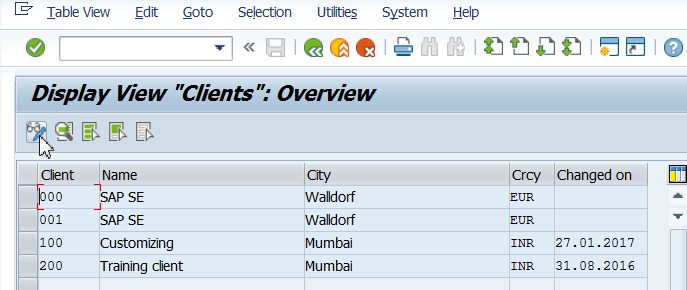 Table View Edit Goto Selection Utilities System Help
Display View "Clients": Overview
Client Name City Crcy Changed on
000 SAP SE Walldorf EUR
001 SAP SE Walldorf EUR
100 Customizing Mumbai INR 27.01.2017
200 Training client Mumbai INR 31.08.2016